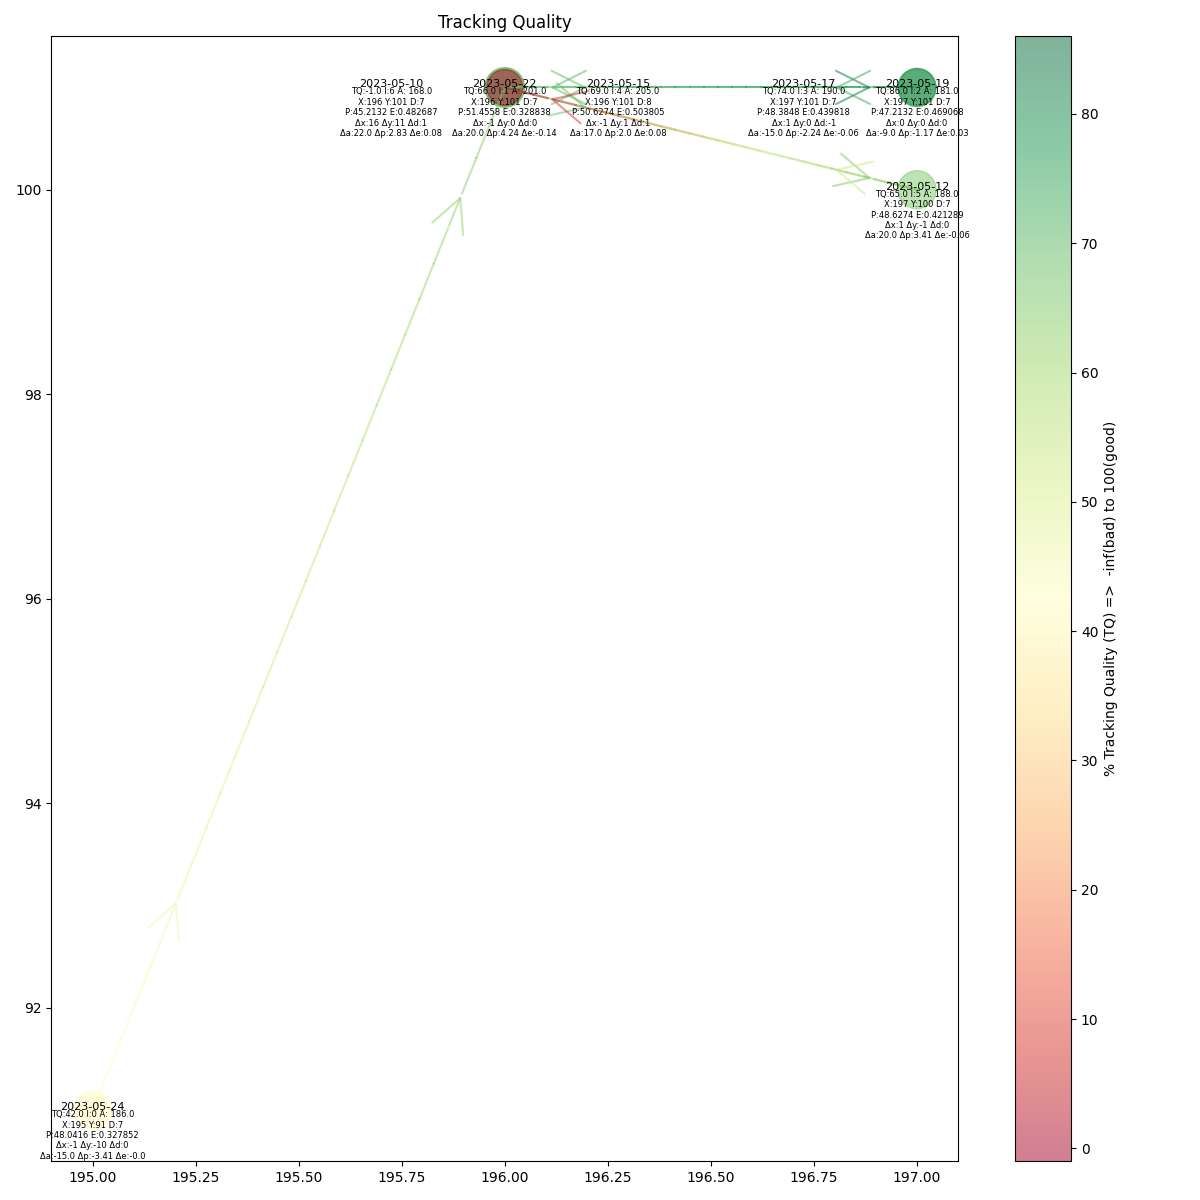 Tracking Quality
2023-05-10
TQ:-1.0 I:6 A: 168.0
X:196 Y:101 D:7
P:45.2132 E:0.482687
Δx:16 Δy:11 Δd:1
Δa:22.0 Δp:2.83 Δe:0.08
2023-05-22
TQ:66.0 I:1 A: 201.0
X:196 Y:101 D:7
P:51.4558 E:0.328838
Δx:-1 Δy:0 Δd:0
Δa:20.0 Δp:4.24 Δe:-0.14
2023-05-15
TQ:69.0 I:4 A: 205.0
X:196 Y:101 D:8
P:50.6274 E:0.503805
Δx:-1 Δy:1 Δd:1
Δa:17.0 Δp:2.0 Δe:0.08
2023-05-17
TQ:74.0 I:3 A: 190.0
X:197 Y:101 D:7
P:48.3848 E:0.439818
Δx:1 Δy:0 Δd:-1
Δa:-15.0 Δp:-2.24 Δe:-0.06
2023-05-19
TQ:86.0 I:2 A: 181.0
X:197 Y:101 D:7
P:47.2132 E:0.469068
Δx:0 Δy:0 Δd:0
Δa:-9.0 Δp:-1.17 Δe:0.03
2023-05-12
TQ:65.0 I:5 A: 188.0
X:197 Y:100 D:7
P:48.6274 E:0.421289
Δx:1 Δy:-1 Δd:0
Δa:20.0 Δp:3.41 Δe:-0.06
2023-05-24
TQ:42.0 I:0 A: 186.0
X:195 Y:91 D:7
P:48.0416 E:0.327852
Δx:-1 Δy:-10 Δd:0
Δa:-15.0 Δp:-3.41 Δe:-0.0
100
98
96
94
92
195.00
195.25
195.50
195.75
196.00
196.25
196.50
196.75
197.00
80
70
60
50
40
30
20
10
0
% Tracking Quality (TQ) => -inf(bad) to 100(good)